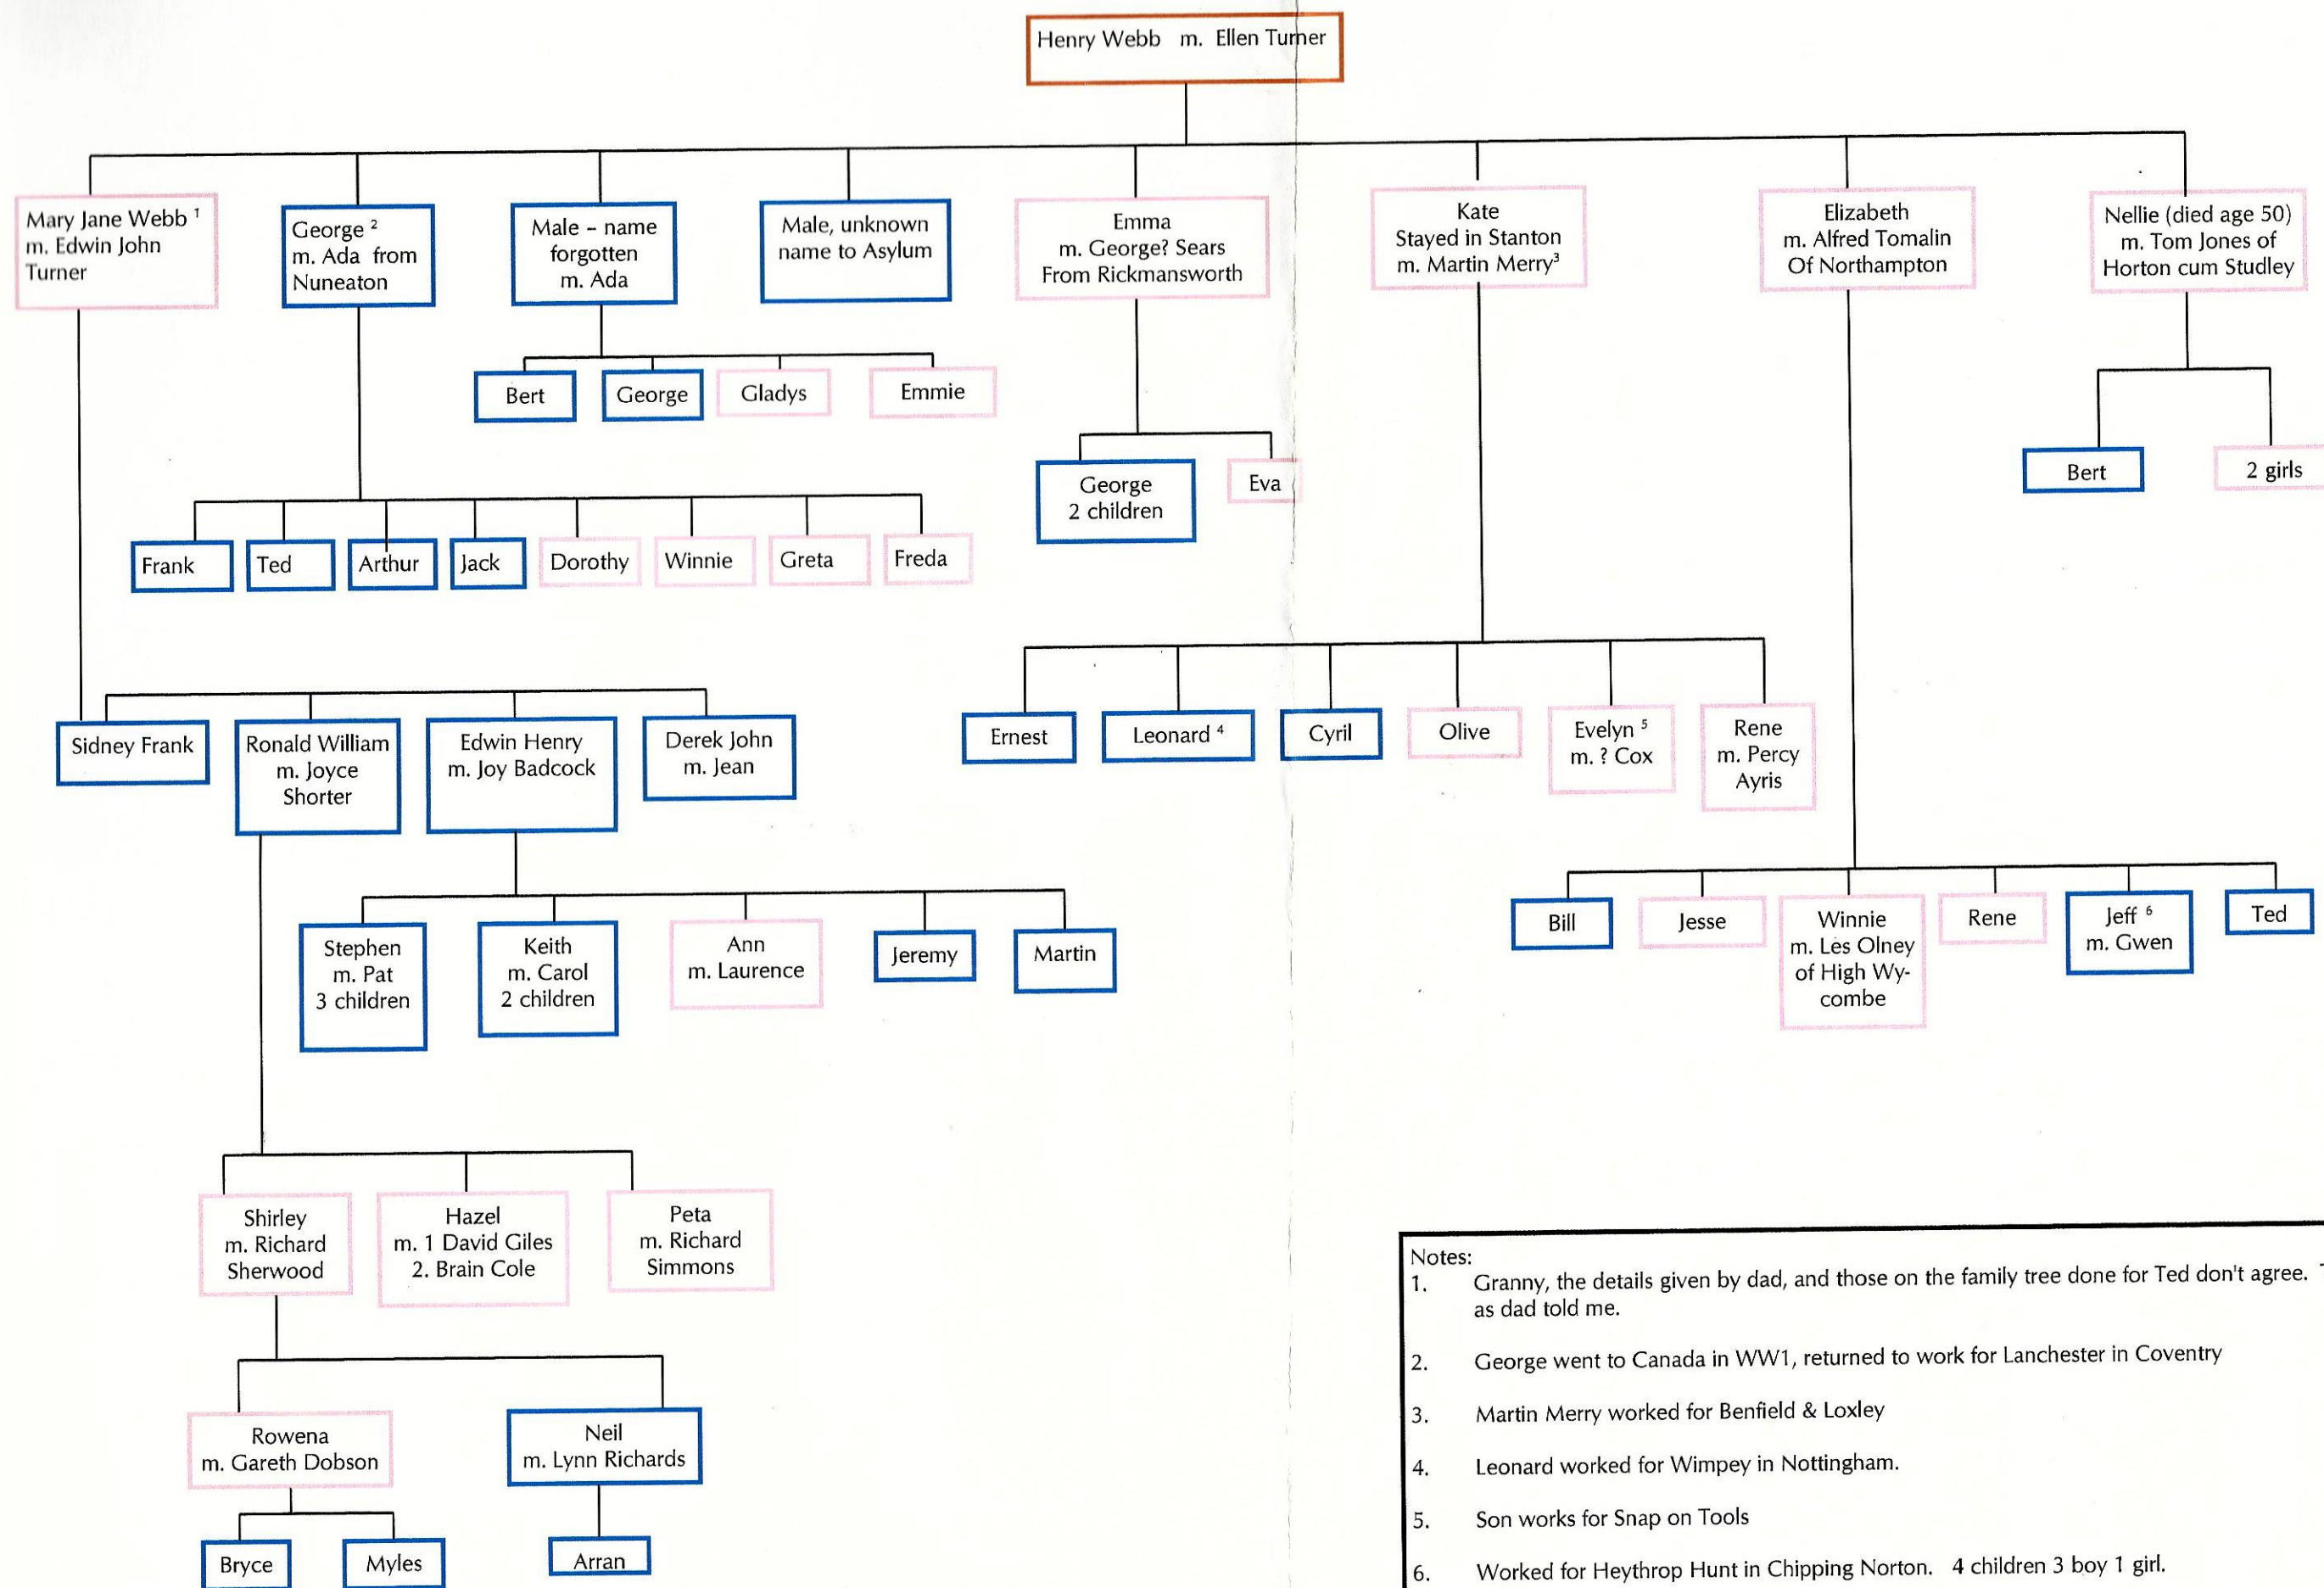 Henry Webb m. Ellen Turner
Mary Jane Webb 1
m. Edwin John
Turner
George 2
m. Ada from
Nuneaton
Male – name
forgotten
m. Ada
Male, unknown
name to Asylum
Emma
m. George? Sears
From Rickmansworth
Kate
Stayed in Stanton
m. Martin Merry3
Elizabeth
m. Alfred Tomalin
Of Northampton
Nellie (died age 50)
m. Tom Jones of
Horton cum Studley
Bert
George
Gladys
Emmie
George
2 children
Eva
Bert
2 girls
Frank
Ted
Arthur
Jack
Dorothy
Winnie
Greta
Freda
Sidney Frank
Ronald William
m. Joyce
Shorter
Edwin Henry
m. Joy Badcock
Derek John
m. Jean
Ernest
Leonard 4
Cyril
Olive
Evelyn 5
m. ? Cox
Rene
m. Percy
Ayris
Stephen
m. Pat
3 children
Keith
m. Carol
2 children
Ann
m. Laurence
Jeremy
Martin
Bill
Jesse
Winnie
m. Les Olney
of High Wy-
combe
Rene
Jeff 6
m. Gwen
Ted
Shirley
m. Richard
Sherwood
Hazel
m. 1 David Giles
2. Brain Cole
Peta
m. Richard
Simmons
Rowena
m. Gareth Dobson
Neil
m. Lynn Richards
Bryce
Myles
Arran
Notes:
1. Granny, the details given by dad, and those on the family tree done for Ted don't agree.
as dad told me.
2. George went to Canada in WW1, returned to work for Lanchester in Coventry
3. Martin Merry worked for Benfield & Loxley
4. Leonard worked for Wimpey in Nottingham.
5. Son works for Snap on Tools
6. Worked for Heythrop Hunt in Chipping Norton. 4 children 3 boy 1 girl.